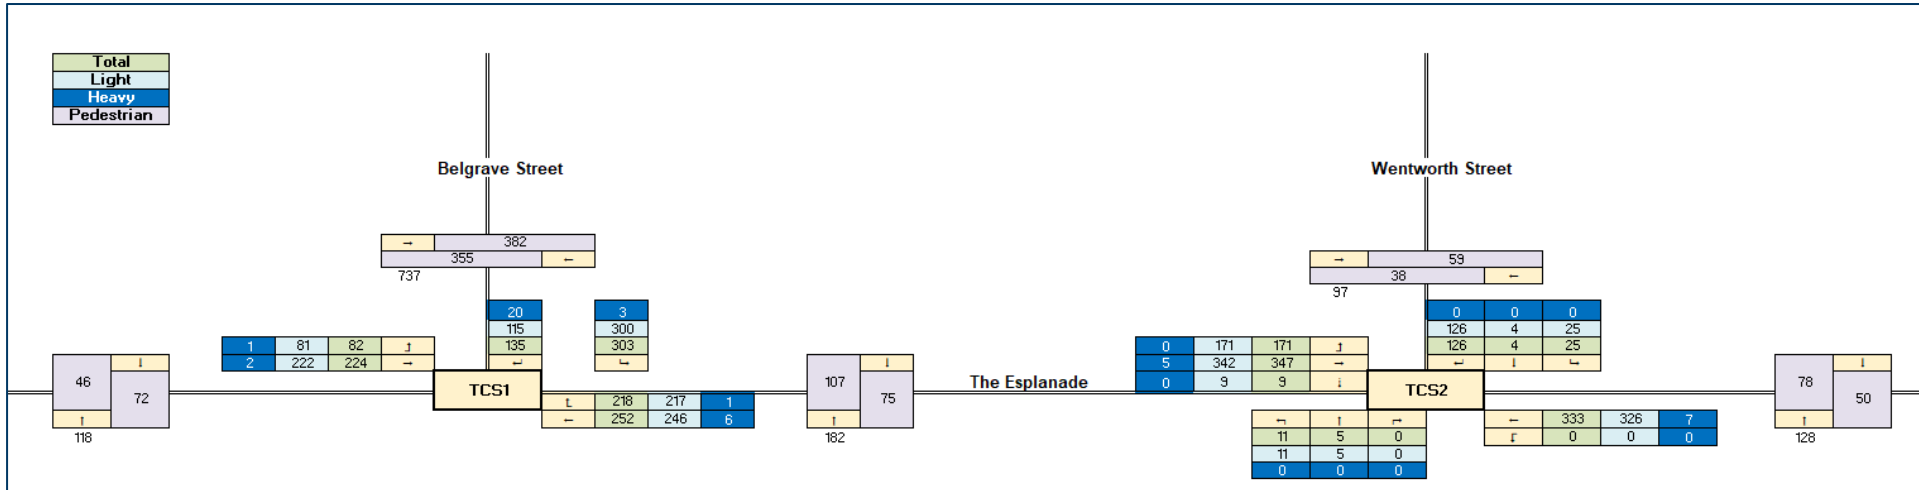 Total
Light
Heavy
Pedestrian
Belgrave Street
Wentworth Street
→ 382
355 ←
737
→ 59
38 ←
97
20 3
115 300
135 303
↵ ↳
0 0 0
126 4 25
126 4 25
↵ ↓ ↳
1 81 82 ↑
2 222 224 →
0 171 171 ↑
5 342 347 →
0 9 9 ↓
46 ↓
↑ 72
118
TCS1
↑ 218 217 1
← 252 246 6
107 ↓
↑ 75
182
The Esplanade
TCS2
↰ ↑ ↱
11 5 0
11 5 0
0 0 0
← 333 326 7
↓ 0 0 0
78 ↓
↑ 50
128